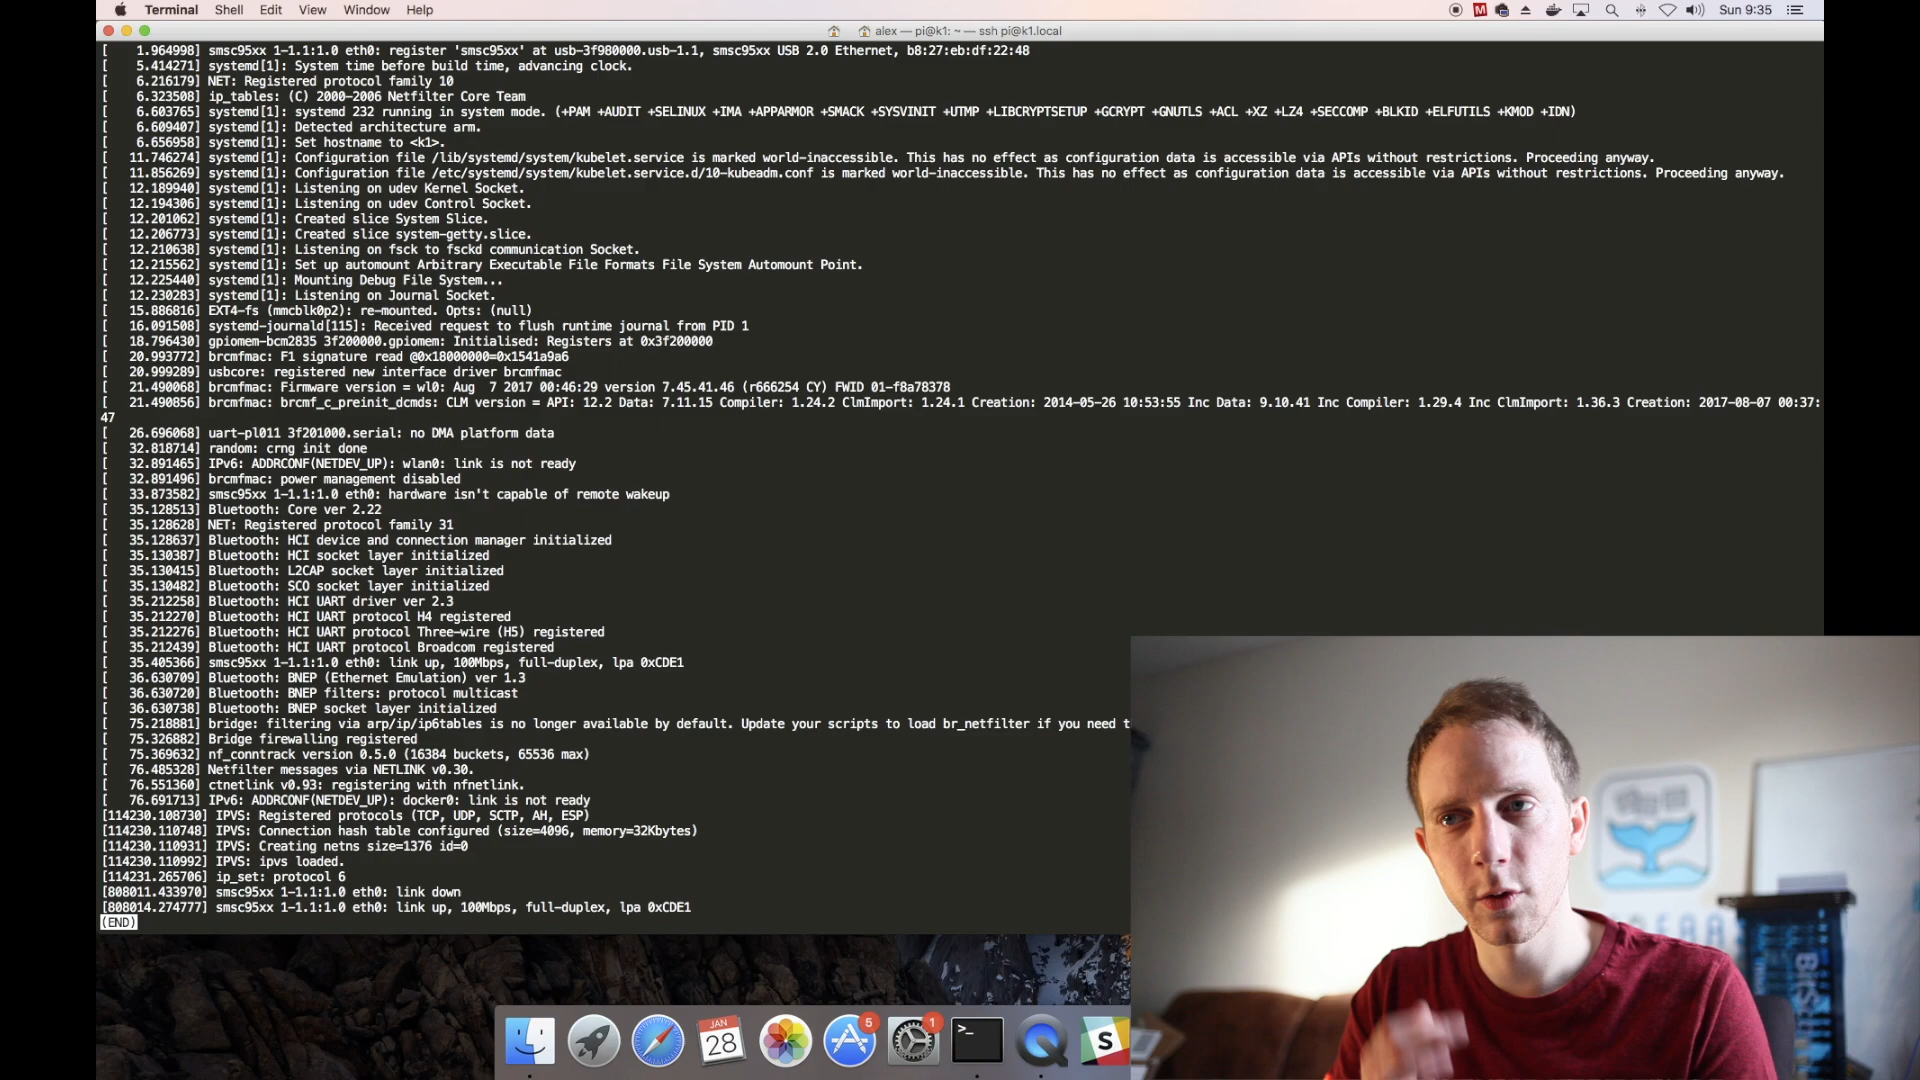 Terminal Shell Edit View Window Help Sun 9:35
alex — pi@k1: ~ — ssh pi@k1.local
[    1.964998] smsc95xx 1-1.1:1.0 eth0: register 'smsc95xx' at usb-3f980000.usb-1.1, smsc95xx USB 2.0 Ethernet, b8:27:eb:df:22:48
[    5.414271] systemd[1]: System time before build time, advancing clock.
[    6.216179] NET: Registered protocol family 10
[    6.323508] ip_tables: (C) 2000-2006 Netfilter Core Team
[    6.603765] systemd[1]: systemd 232 running in system mode. (+PAM +AUDIT +SELINUX +IMA +APPARMOR +SMACK +SYSVINIT +UTMP +LIBCRYPTSETUP +GCRYPT +GNUTLS +ACL +XZ +LZ4 +SECCOMP +BLKID +ELFUTILS +KMOD +IDN)
[    6.609407] systemd[1]: Detected architecture arm.
[    6.656958] systemd[1]: Set hostname to <k1>.
[   11.746274] systemd[1]: Configuration file /lib/systemd/system/kubelet.service is marked world-inaccessible. This has no effect as configuration data is accessible via APIs without restrictions. Proceeding anyway.
[   11.856269] systemd[1]: Configuration file /etc/systemd/system/kubelet.service.d/10-kubeadm.conf is marked world-inaccessible. This has no effect as configuration data is accessible via APIs without restrictions. Proceeding anyway.
[   12.189940] systemd[1]: Listening on udev Kernel Socket.
[   12.194306] systemd[1]: Listening on udev Control Socket.
[   12.201062] systemd[1]: Created slice System Slice.
[   12.206773] systemd[1]: Created slice system-getty.slice.
[   12.210638] systemd[1]: Listening on fsck to fsckd communication Socket.
[   12.215562] systemd[1]: Set up automount Arbitrary Executable File Formats File System Automount Point.
[   12.225440] systemd[1]: Mounting Debug File System...
[   12.230283] systemd[1]: Listening on Journal Socket.
[   15.886816] EXT4-fs (mmcblk0p2): re-mounted. Opts: (null)
[   16.091508] systemd-journald[115]: Received request to flush runtime journal from PID 1
[   18.796430] gpiomem-bcm2835 3f200000.gpiomem: Initialised: Registers at 0x3f200000
[   20.993772] brcmfmac: F1 signature read @0x18000000=0x1541a9a6
[   20.999289] usbcore: registered new interface driver brcmfmac
[   21.490068] brcmfmac: Firmware version = wl0: Aug  7 2017 00:46:29 version 7.45.41.46 (r666254 CY) FWID 01-f8a78378
[   21.490856] brcmfmac: brcmf_c_preinit_dcmds: CLM version = API: 12.2 Data: 7.11.15 Compiler: 1.24.2 ClmImport: 1.24.1 Creation: 2014-05-26 10:53:55 Inc Data: 9.10.41 Inc Compiler: 1.29.4 Inc ClmImport: 1.36.3 Creation: 2017-08-07 00:37:
47
[   26.696068] uart-pl011 3f201000.serial: no DMA platform data
[   32.818714] random: crng init done
[   32.891465] IPv6: ADDRCONF(NETDEV_UP): wlan0: link is not ready
[   32.891496] brcmfmac: power management disabled
[   33.873582] smsc95xx 1-1.1:1.0 eth0: hardware isn't capable of remote wakeup
[   35.128513] Bluetooth: Core ver 2.22
[   35.128628] NET: Registered protocol family 31
[   35.128637] Bluetooth: HCI device and connection manager initialized
[   35.130387] Bluetooth: HCI socket layer initialized
[   35.130415] Bluetooth: L2CAP socket layer initialized
[   35.130482] Bluetooth: SCO socket layer initialized
[   35.212258] Bluetooth: HCI UART driver ver 2.3
[   35.212270] Bluetooth: HCI UART protocol H4 registered
[   35.212276] Bluetooth: HCI UART protocol Three-wire (H5) registered
[   35.212439] Bluetooth: HCI UART protocol Broadcom registered
[   35.405366] smsc95xx 1-1.1:1.0 eth0: link up, 100Mbps, full-duplex, lpa 0xCDE1
[   36.630709] Bluetooth: BNEP (Ethernet Emulation) ver 1.3
[   36.630720] Bluetooth: BNEP filters: protocol multicast
[   36.630738] Bluetooth: BNEP socket layer initialized
[   75.218881] bridge: filtering via arp/ip/ip6tables is no longer available by default. Update your scripts to load br_netfilter if you need t
[   75.326882] Bridge firewalling registered
[   75.369632] nf_conntrack version 0.5.0 (16384 buckets, 65536 max)
[   76.485328] Netfilter messages via NETLINK v0.30.
[   76.551360] ctnetlink v0.93: registering with nfnetlink.
[   76.691713] IPv6: ADDRCONF(NETDEV_UP): docker0: link is not ready
[114230.108730] IPVS: Registered protocols (TCP, UDP, SCTP, AH, ESP)
[114230.110748] IPVS: Connection hash table configured (size=4096, memory=32Kbytes)
[114230.110931] IPVS: Creating netns size=1376 id=0
[114230.110992] IPVS: ipvs loaded.
[114231.265706] ip_set: protocol 6
[808011.433970] smsc95xx 1-1.1:1.0 eth0: link down
[808014.274777] smsc95xx 1-1.1:1.0 eth0: link up, 100Mbps, full-duplex, lpa 0xCDE1
(END)
JAN
28
5
1
>_
S